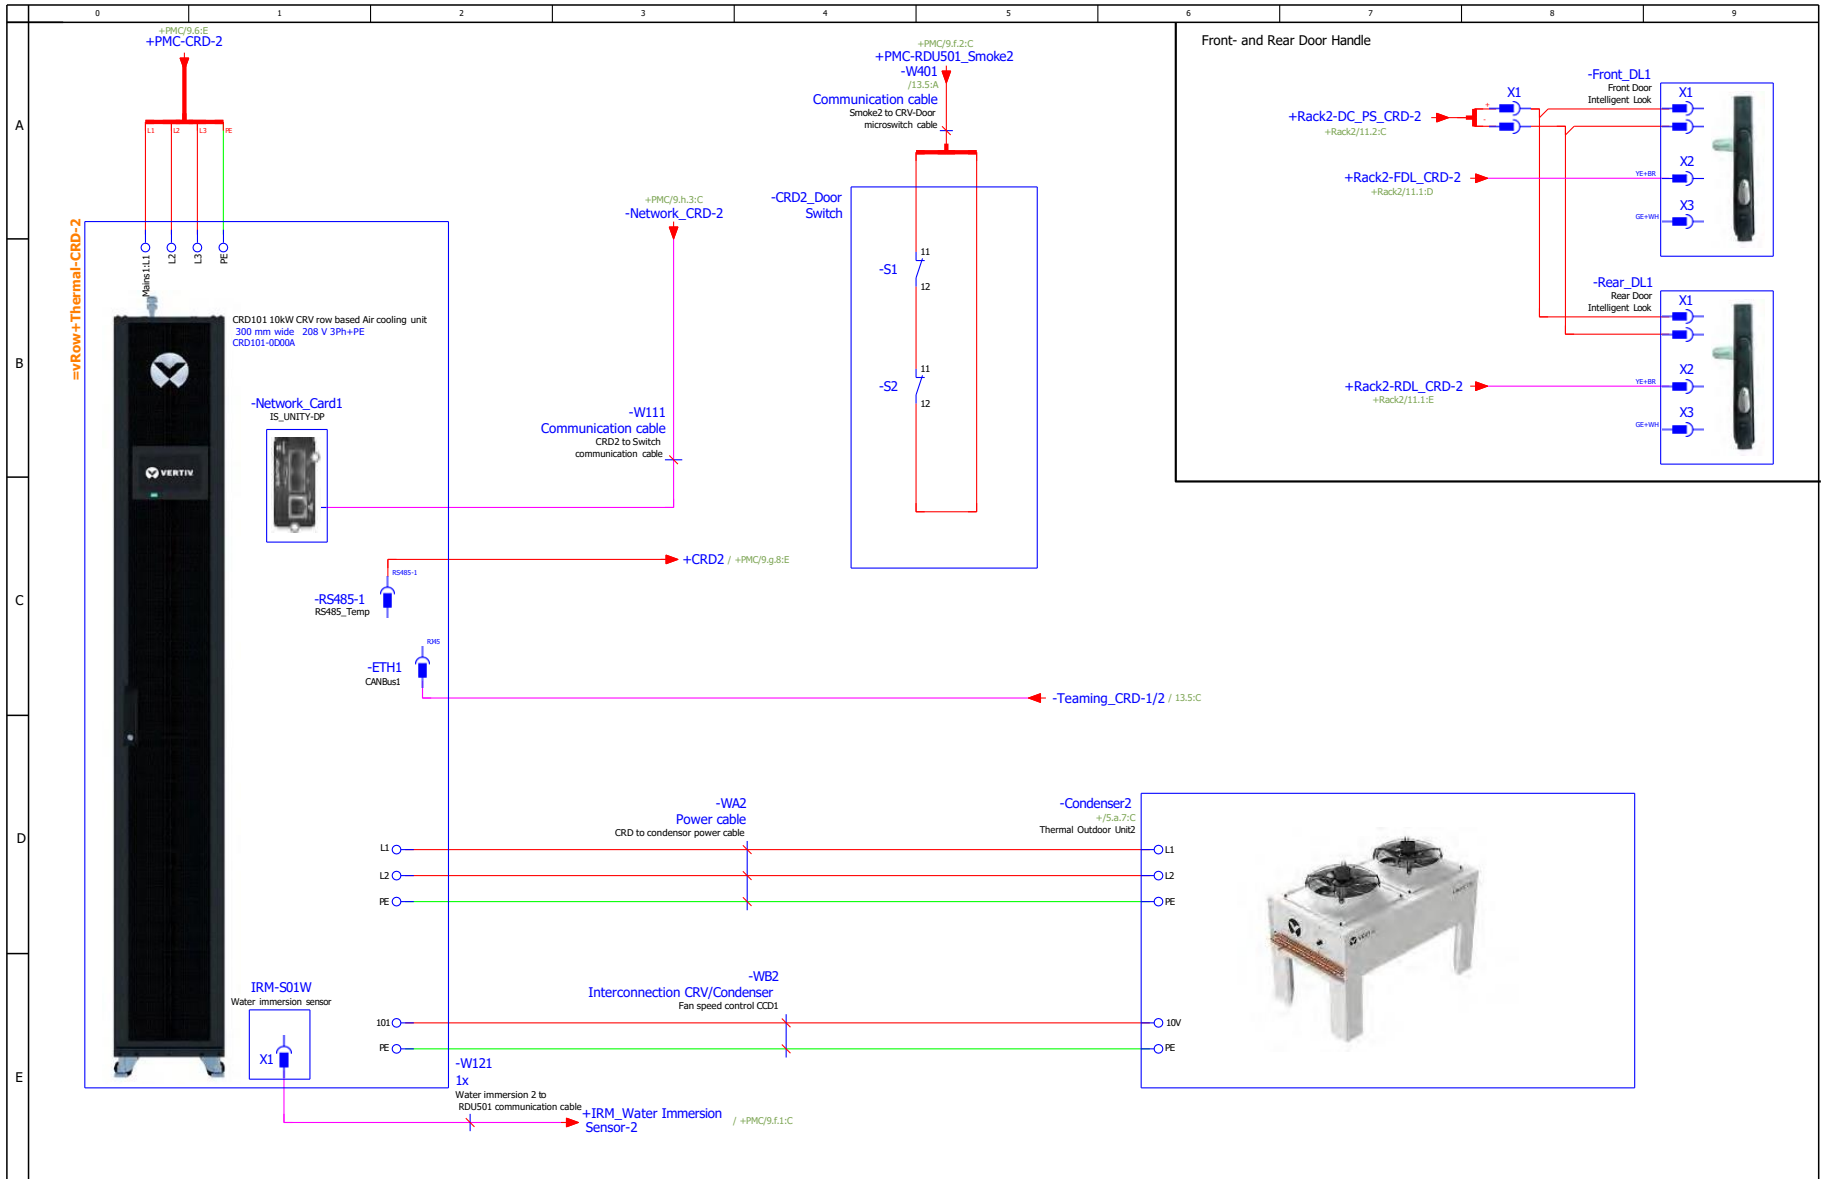 0 1 2 3 4 5 6 7 8 9
A
B
C
D
E
+PMC/9.6:E
+PMC-CRD-2
L1 L2 L3 PE
Mains1:L1
L2
L3
PE
=vRow+Thermal-CRD-2
CRD101 10kW CRV row based Air cooling unit
300 mm wide 208 V 3Ph+PE
CRD101-0D00A
VERTIV
-Network_Card1
IS_UNITY-DP
-RS485-1
RS485_Temp
RS485-1
+CRD2 / +PMC/9.g.8:E
-ETH1
CANBus1
RJ45
-Teaming_CRD-1/2 / 13.5:C
+PMC/9.h.3:C
-Network_CRD-2
-W111
Communication cable
CRD2 to Switch
communication cable
+PMC/9.f.2:C
+PMC-RDU501_Smoke2
-W401
/13.5:A
Communication cable
Smoke2 to CRV-Door
microswitch cable
-CRD2_Door
Switch
-S1
11
12
-S2
11
12
Front- and Rear Door Handle
+Rack2-DC_PS_CRD-2
+Rack2/11.2:C
X1
+
-
-Front_DL1
Front Door
Intelligent Look
X1
X2
X3
YE+BR
GE+WH
+Rack2-FDL_CRD-2
+Rack2/11.1:D
-Rear_DL1
Rear Door
Intelligent Look
X1
X2
X3
YE+BR
GE+WH
+Rack2-RDL_CRD-2
+Rack2/11.1:E
-WA2
Power cable
CRD to condensor power cable
L1
L2
PE
-Condenser2
+/5.a.7:C
Thermal Outdoor Unit2
L1
L2
PE
-WB2
Interconnection CRV/Condenser
Fan speed control CCD1
101
PE
10V
PE
IRM-S01W
Water immersion sensor
X1
-W121
1x
Water immersion 2 to
RDU501 communication cable
+IRM_Water Immersion
Sensor-2
/ +PMC/9.f.1:C